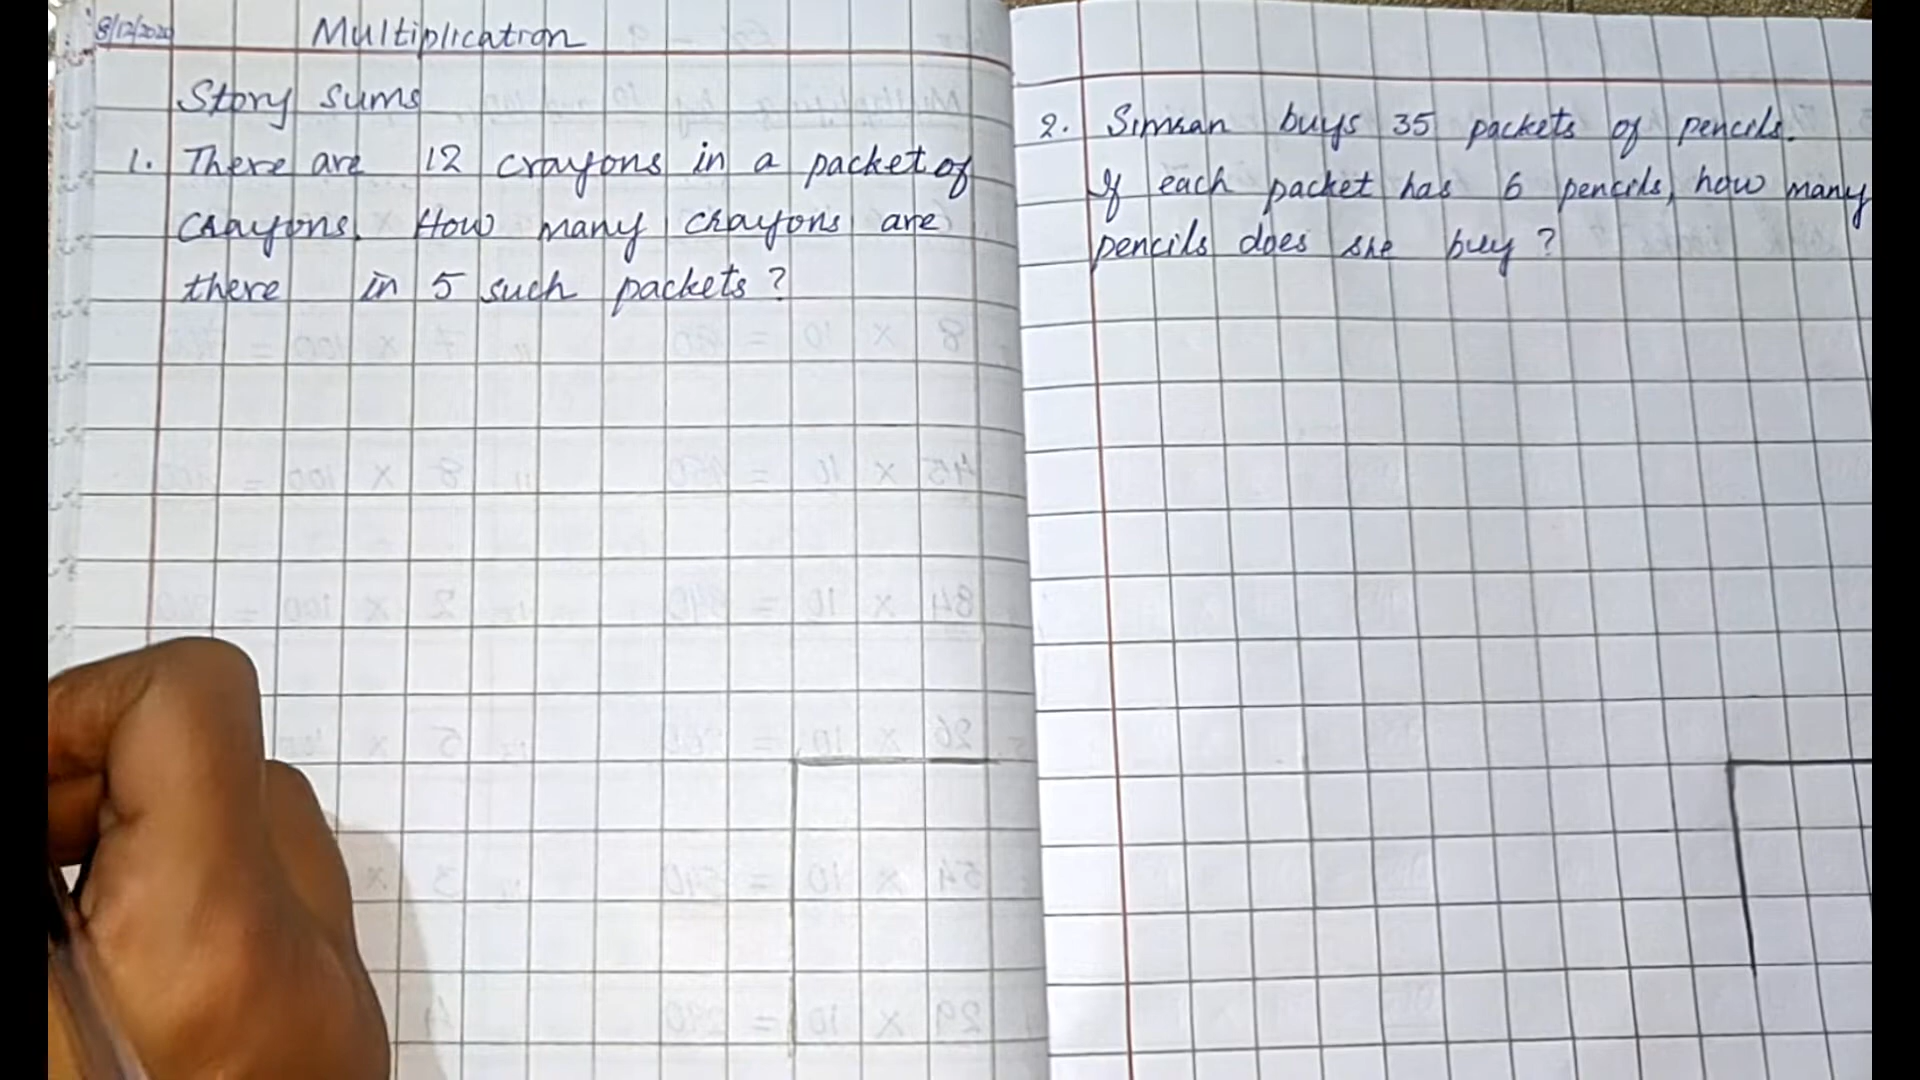 8/12/2020
Multiplication
Story Sums
1. There are 12 crayons in a packet of
crayons. How many crayons are
there in 5 such packets?
2. Simran buys 35 packets of pencils.
If each packet has 6 pencils, how many
pencils does she buy?